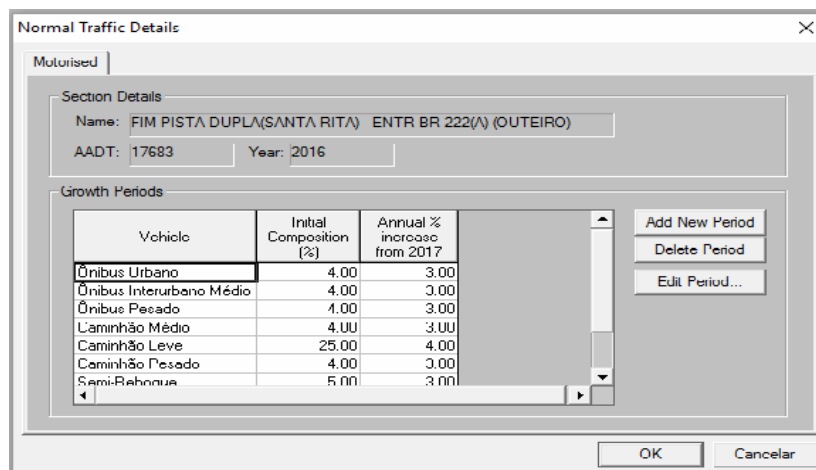 Normal Traffic Details
Motorised
Section Details
Name: FIM PISTA DUPLA(SANTA RITA) ENTR BR 222(A) (OUTEIRO)
AADT: 17683 Year: 2016
Growth Periods
Vehicle Initial Composition (%) Annual % increase from 2017
Ônibus Urbano 4.00 3.00
Ônibus Interurbano Médio 4.00 3.00
Ônibus Pesado 4.00 3.00
Caminhão Médio 4.00 3.00
Caminhão Leve 25.00 4.00
Caminhão Pesado 4.00 3.00
Semi-Reboque 5.00 3.00
Add New Period
Delete Period
Edit Period...
OK Cancelar